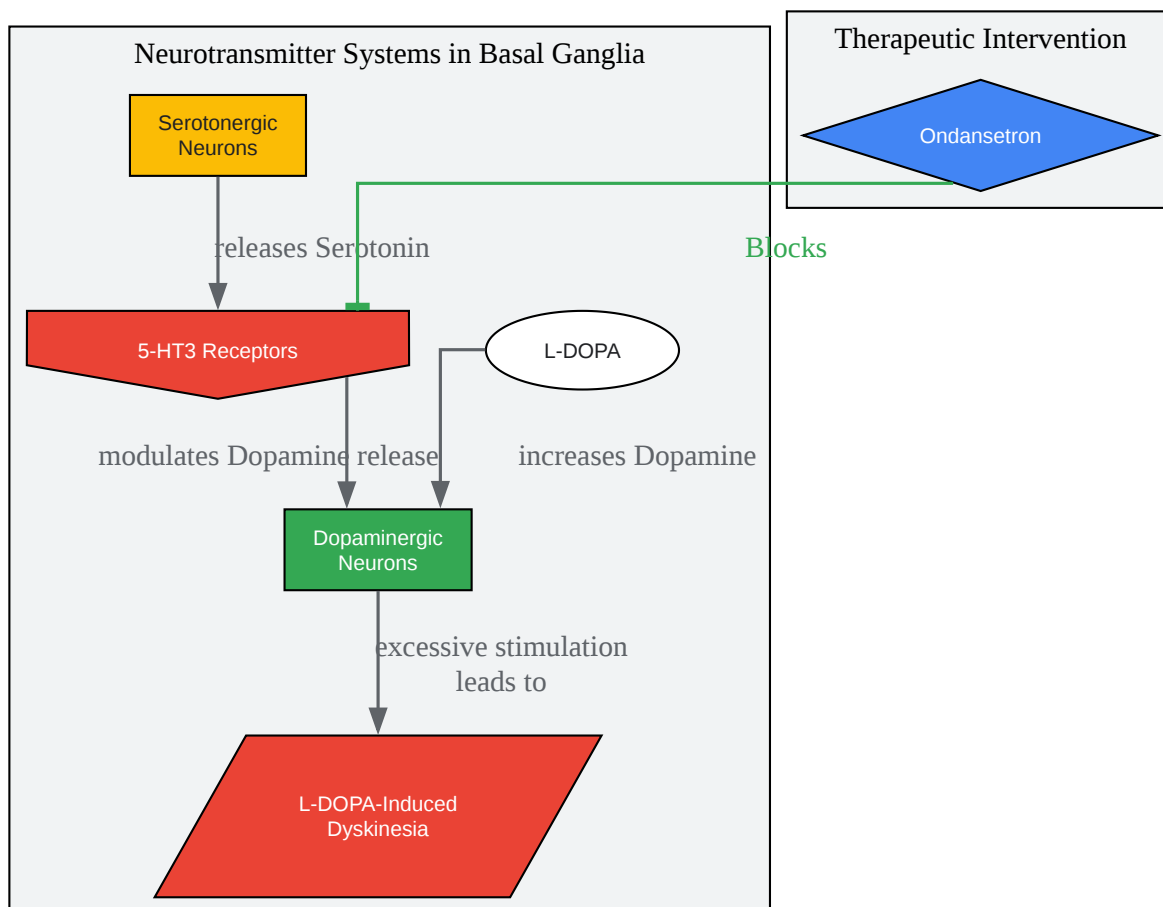 Neurotransmitter Systems in Basal Ganglia
Therapeutic Intervention
Serotonergic
Neurons
Ondansetron
releases Serotonin
Blocks
5-HT3 Receptors
L-DOPA
modulates Dopamine release
increases Dopamine
Dopaminergic
Neurons
excessive stimulation
leads to
L-DOPA-Induced
Dyskinesia